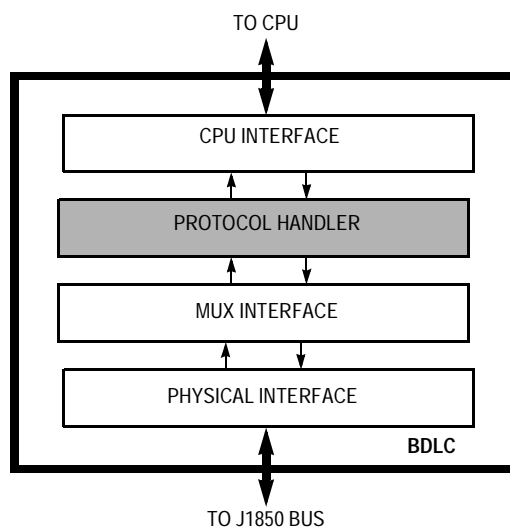 TO CPU
CPU INTERFACE
PROTOCOL HANDLER
MUX INTERFACE
PHYSICAL INTERFACE
BDLC
TO J1850 BUS